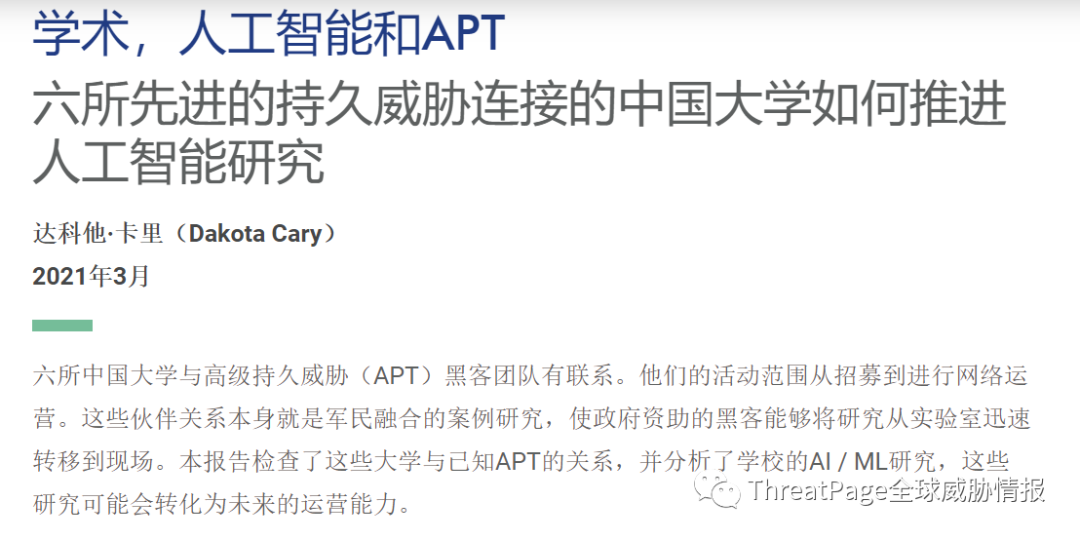 学术，人工智能和APT
六所先进的持久威胁连接的中国大学如何推进
人工智能研究
达科他·卡里（Dakota Cary）
2021年3月
六所中国大学与高级持久威胁（APT）黑客团队有联系。他们的活动范围从招募到进行网络运
营。这些伙伴关系本身就是军民融合的案例研究，使政府资助的黑客能够将研究从实验室迅速
转移到现场。本报告检查了这些大学与已知APT的关系，并分析了学校的AI / ML研究，这些
研究可能会转化为未来的运营能力。
ThreatPage全球威胁情报